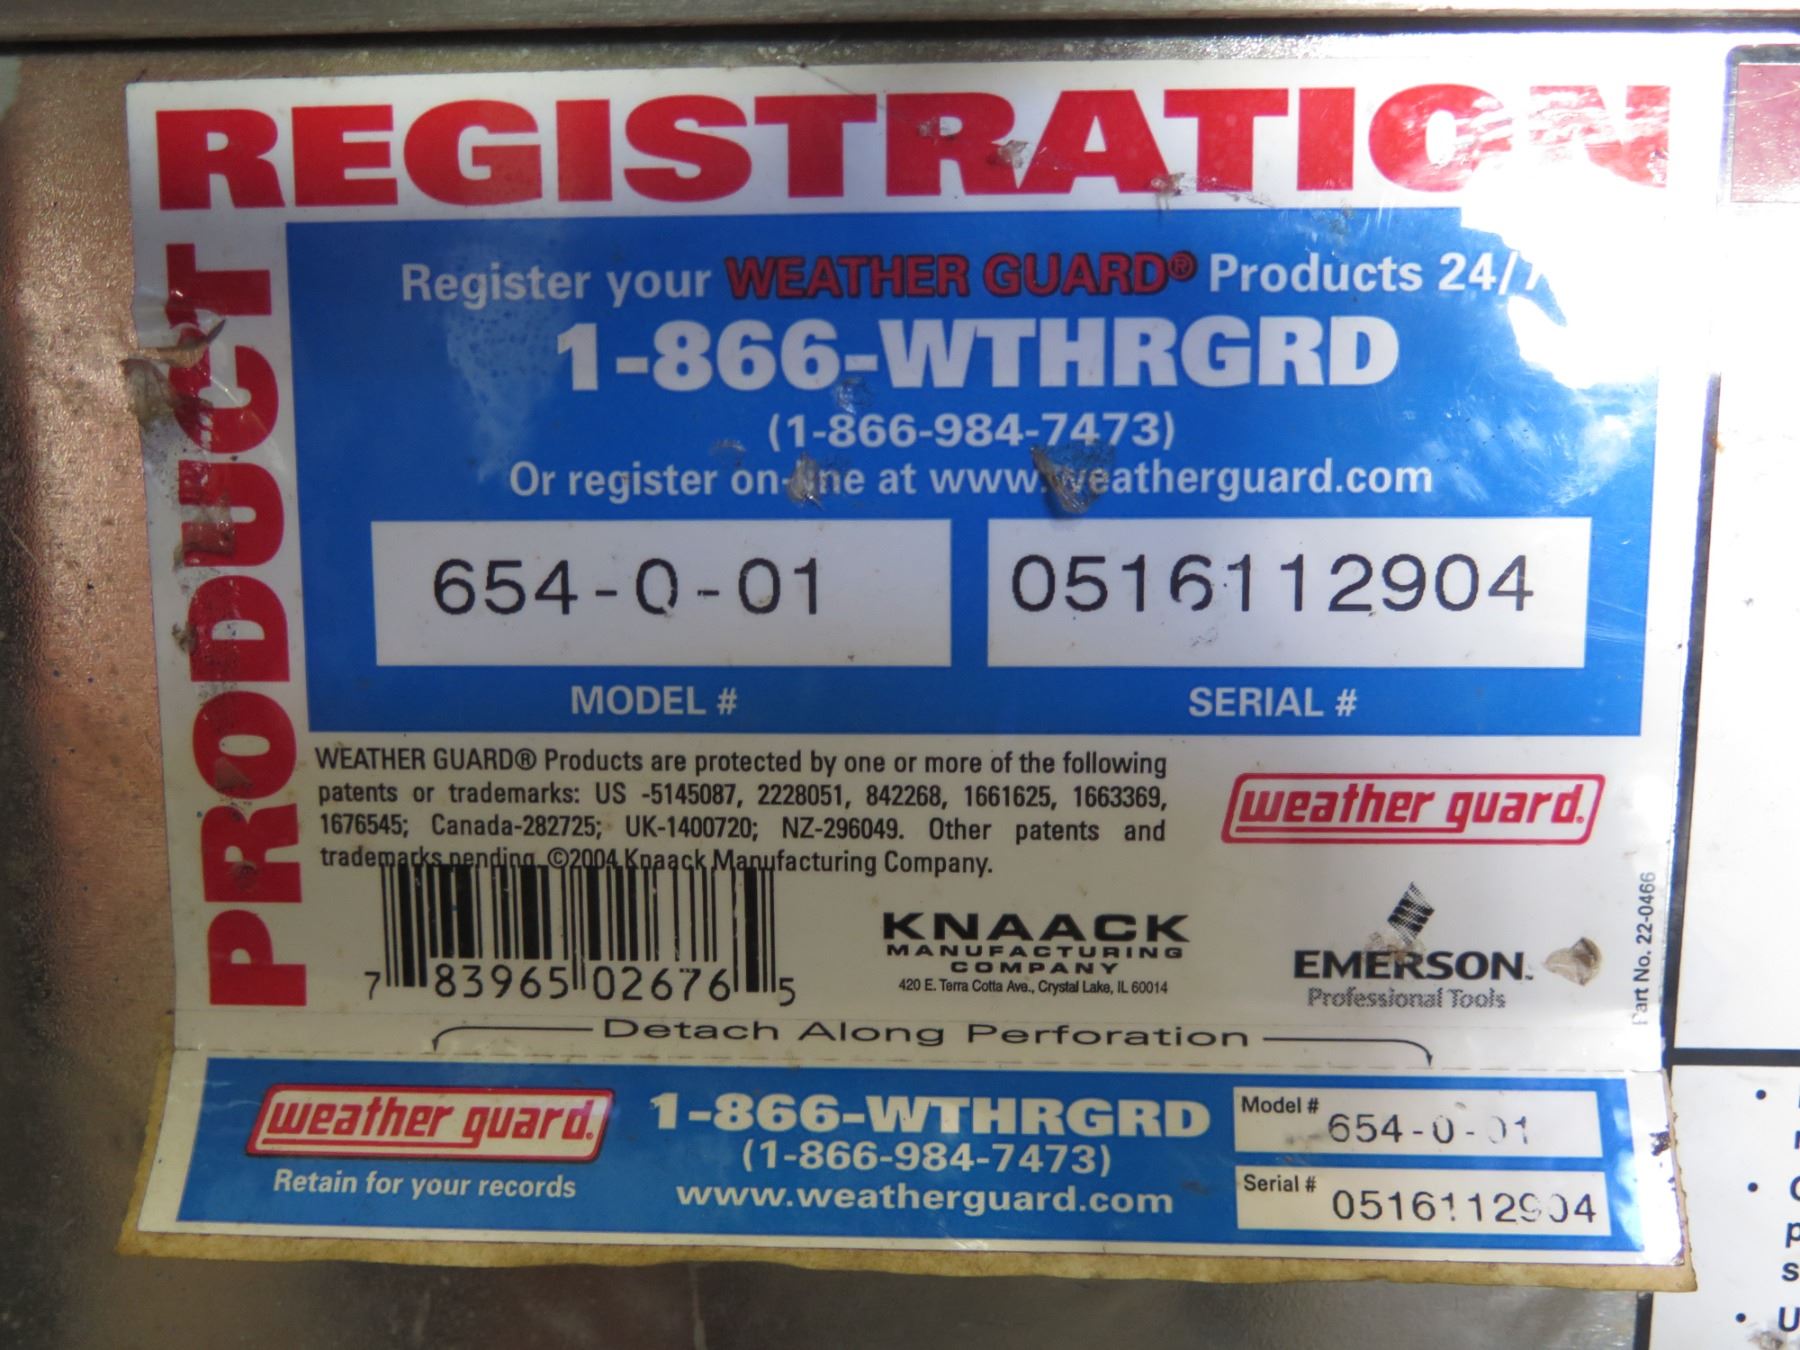 REGISTRATION
PRODUCT
Register your WEATHER GUARD® Products 24/7
1-866-WTHRGRD
(1-866-984-7473)
Or register on-line at www.weatherguard.com
654-0-01
0516112904
MODEL #
SERIAL #
WEATHER GUARD® Products are protected by one or more of the following
patents or trademarks: US -5145087, 2228051, 842268, 1661625, 1663369,
1676545; Canada-282725; UK-1400720; NZ-296049. Other patents and
trademarks pending. ©2004 Knaack Manufacturing Company.
weather guard.
7 83965 02676 5
KNAACK
MANUFACTURING
COMPANY
420 E. Terra Cotta Ave., Crystal Lake, IL 60014
EMERSON.
Professional Tools
Part No. 22-0466
Detach Along Perforation
weather guard.
Retain for your records
1-866-WTHRGRD
(1-866-984-7473)
www.weatherguard.com
Model # 654-0-01
Serial # 0516112904